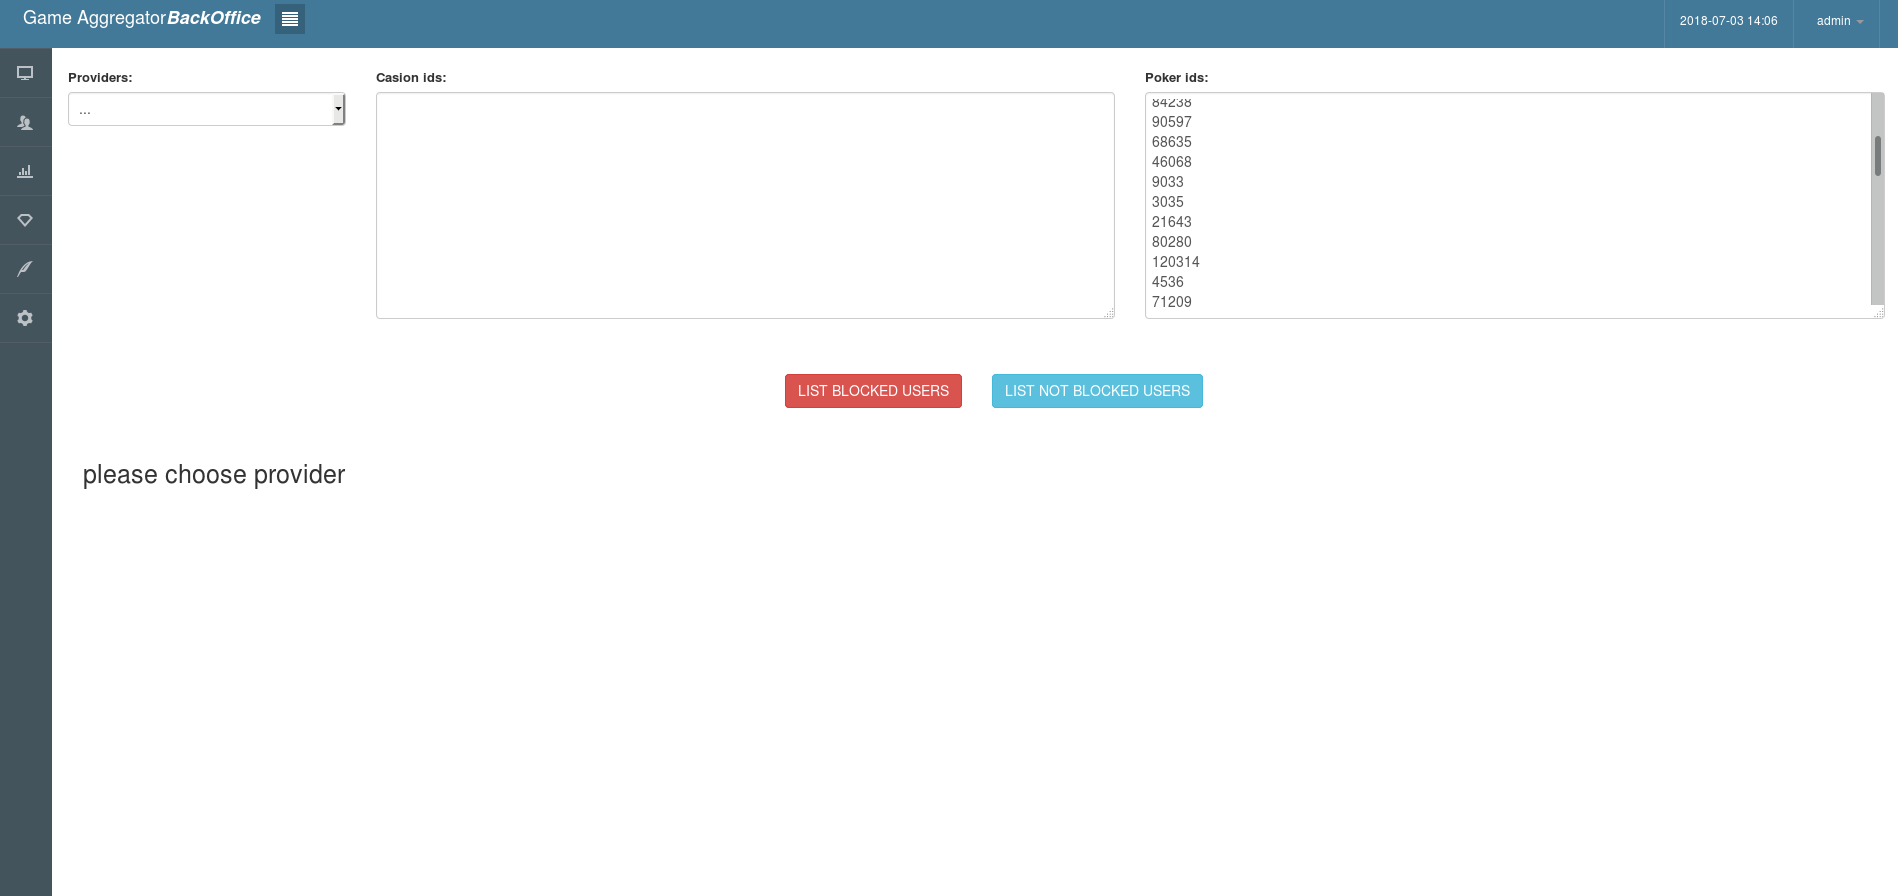 Game AggregatorBackOffice
2018-07-03 14:06
admin
Providers:
...
Casion ids:
Poker ids:
84238
90597
68635
46068
9033
3035
21643
80280
120314
4536
71209
LIST BLOCKED USERS
LIST NOT BLOCKED USERS
please choose provider